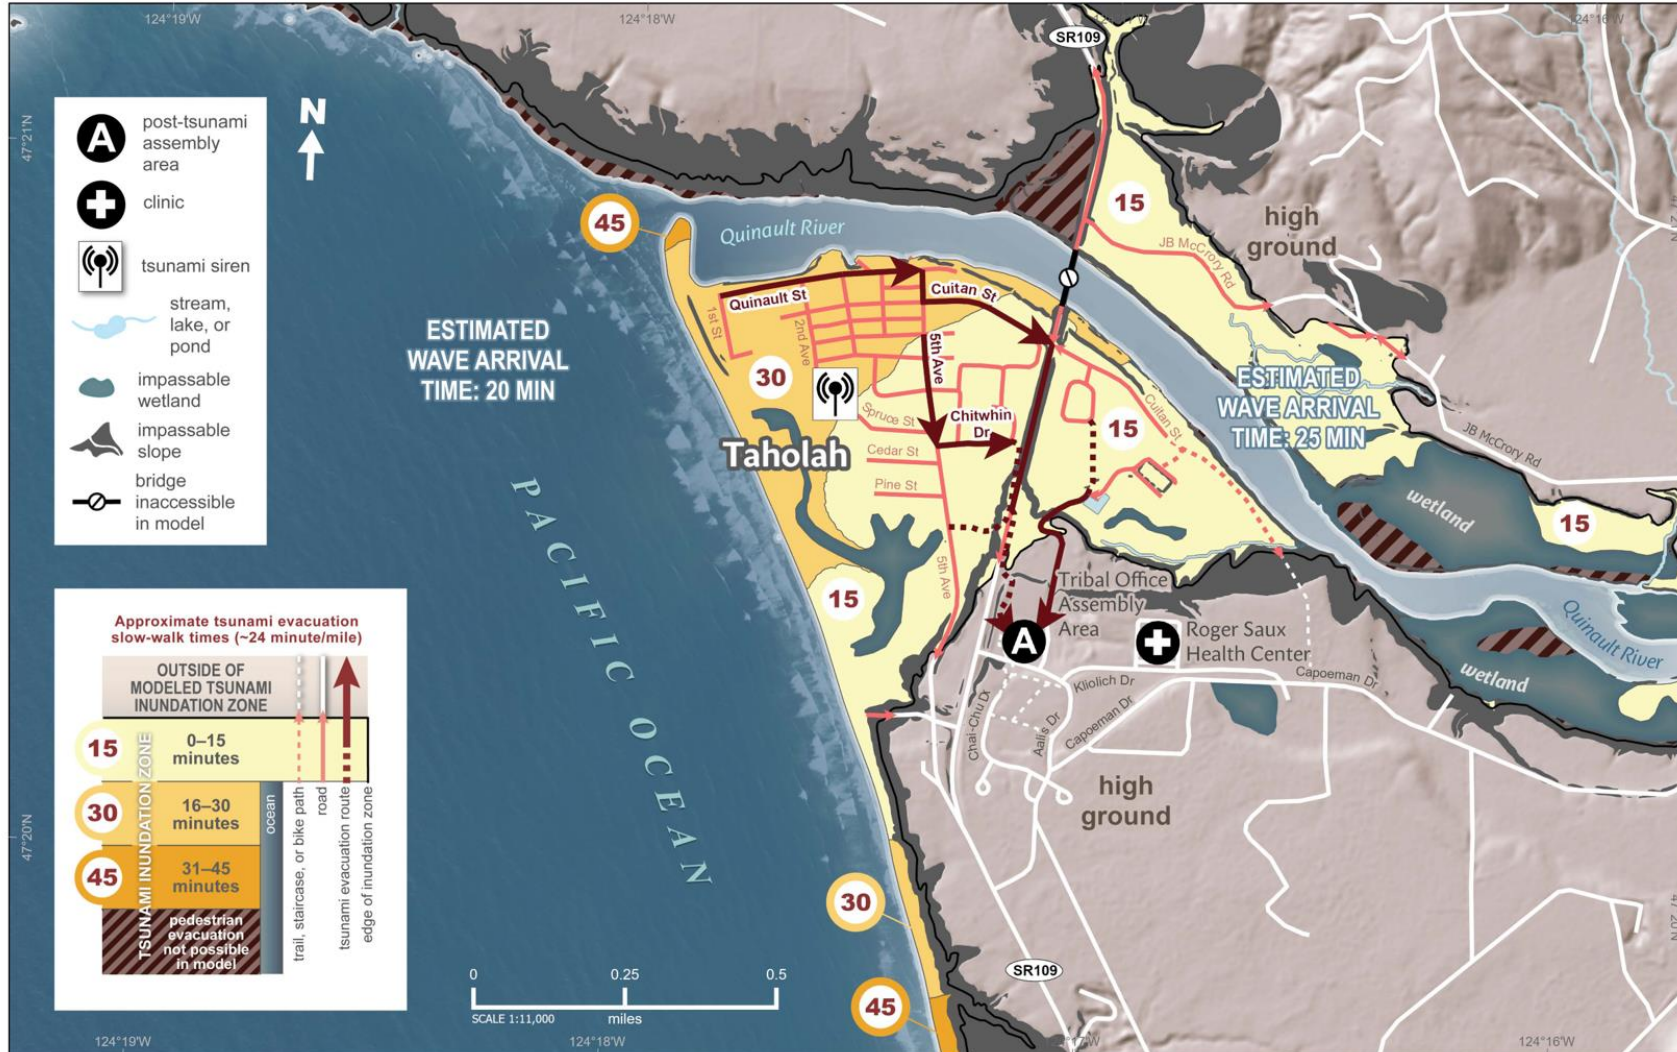 124°19'W
124°18'W
124°16'W
SR109
47°21'N
N
A
post-tsunami
assembly
area
clinic
tsunami siren
stream,
lake, or
pond
impassable
wetland
impassable
slope
bridge
inaccessible
in model
45
Quinault River
15
high
ground
JB McCrory Rd
Quinault St
Cuitan St
1st St
2nd Ave
5th Ave
ESTIMATED
WAVE ARRIVAL
TIME: 20 MIN
30
ESTIMATED
WAVE ARRIVAL
TIME: 25 MIN
Spruce St
Chitwhin
Dr
15
Cuitan St
JB McCrory Rd
Taholah
Cedar St
Pine St
wetland
15
PACIFIC OCEAN
5th Ave
15
Tribal Office
Assembly
Area
A
Roger Saux
Health Center
Quinault River
wetland
Kliolich Dr
Capoeman Dr
Chai-Chu Dr
Aalis Dr
Capoeman Dr
high
ground
Approximate tsunami evacuation
slow-walk times (~24 minute/mile)
OUTSIDE OF
MODELED TSUNAMI
INUNDATION ZONE
TSUNAMI INUNDATION ZONE
15
0–15
minutes
30
16–30
minutes
45
31–45
minutes
pedestrian
evacuation
not possible
in model
ocean
trail, staircase, or bike path
road
tsunami evacuation route
edge of inundation zone
47°20'N
30
45
SR109
0
0.25
0.5
SCALE 1:11,000
miles
124°19'W
124°18'W
124°16'W